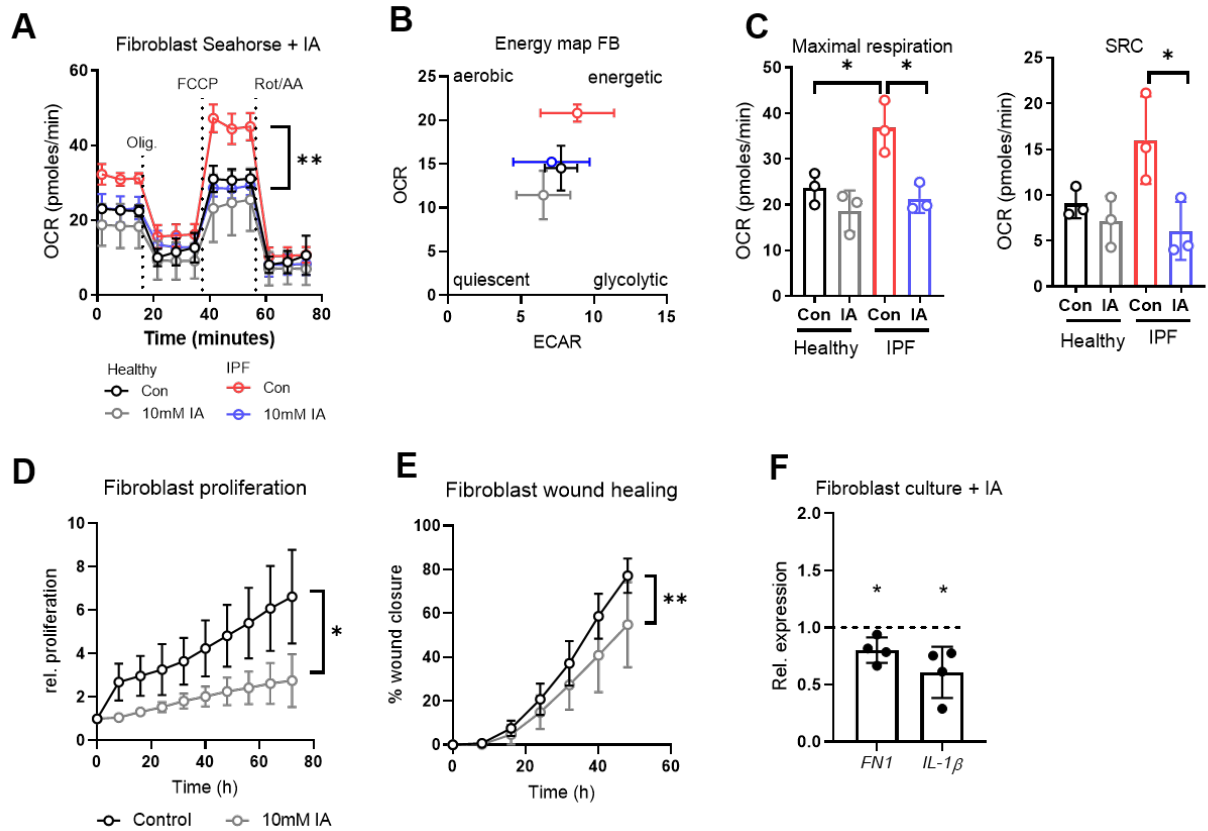 A
Fibroblast Seahorse + IA
OCR (pmoles/min)
60
40
20
0
Olig.
FCCP
Rot/AA
**
0
20
40
60
80
Time (minutes)
Healthy
IPF
Con
Con
10mM IA
10mM IA
B
Energy map FB
OCR
25
20
15
10
5
0
aerobic
energetic
quiescent
glycolytic
0
5
10
15
ECAR
C
Maximal respiration
OCR (pmoles/min)
50
40
30
20
10
0
*
*
Con
IA
Con
IA
Healthy
IPF
SRC
OCR (pmoles/min)
25
20
15
10
5
0
*
Con
IA
Con
IA
Healthy
IPF
D
Fibroblast proliferation
rel. proliferation
10
8
6
4
2
0
*
0
20
40
60
80
Time (h)
Control
10mM IA
E
Fibroblast wound healing
% wound closure
100
80
60
40
20
0
**
0
20
40
60
Time (h)
F
Fibroblast culture + IA
Rel. expression
2.0
1.5
1.0
0.5
0.0
*
*
FN1
IL-1β